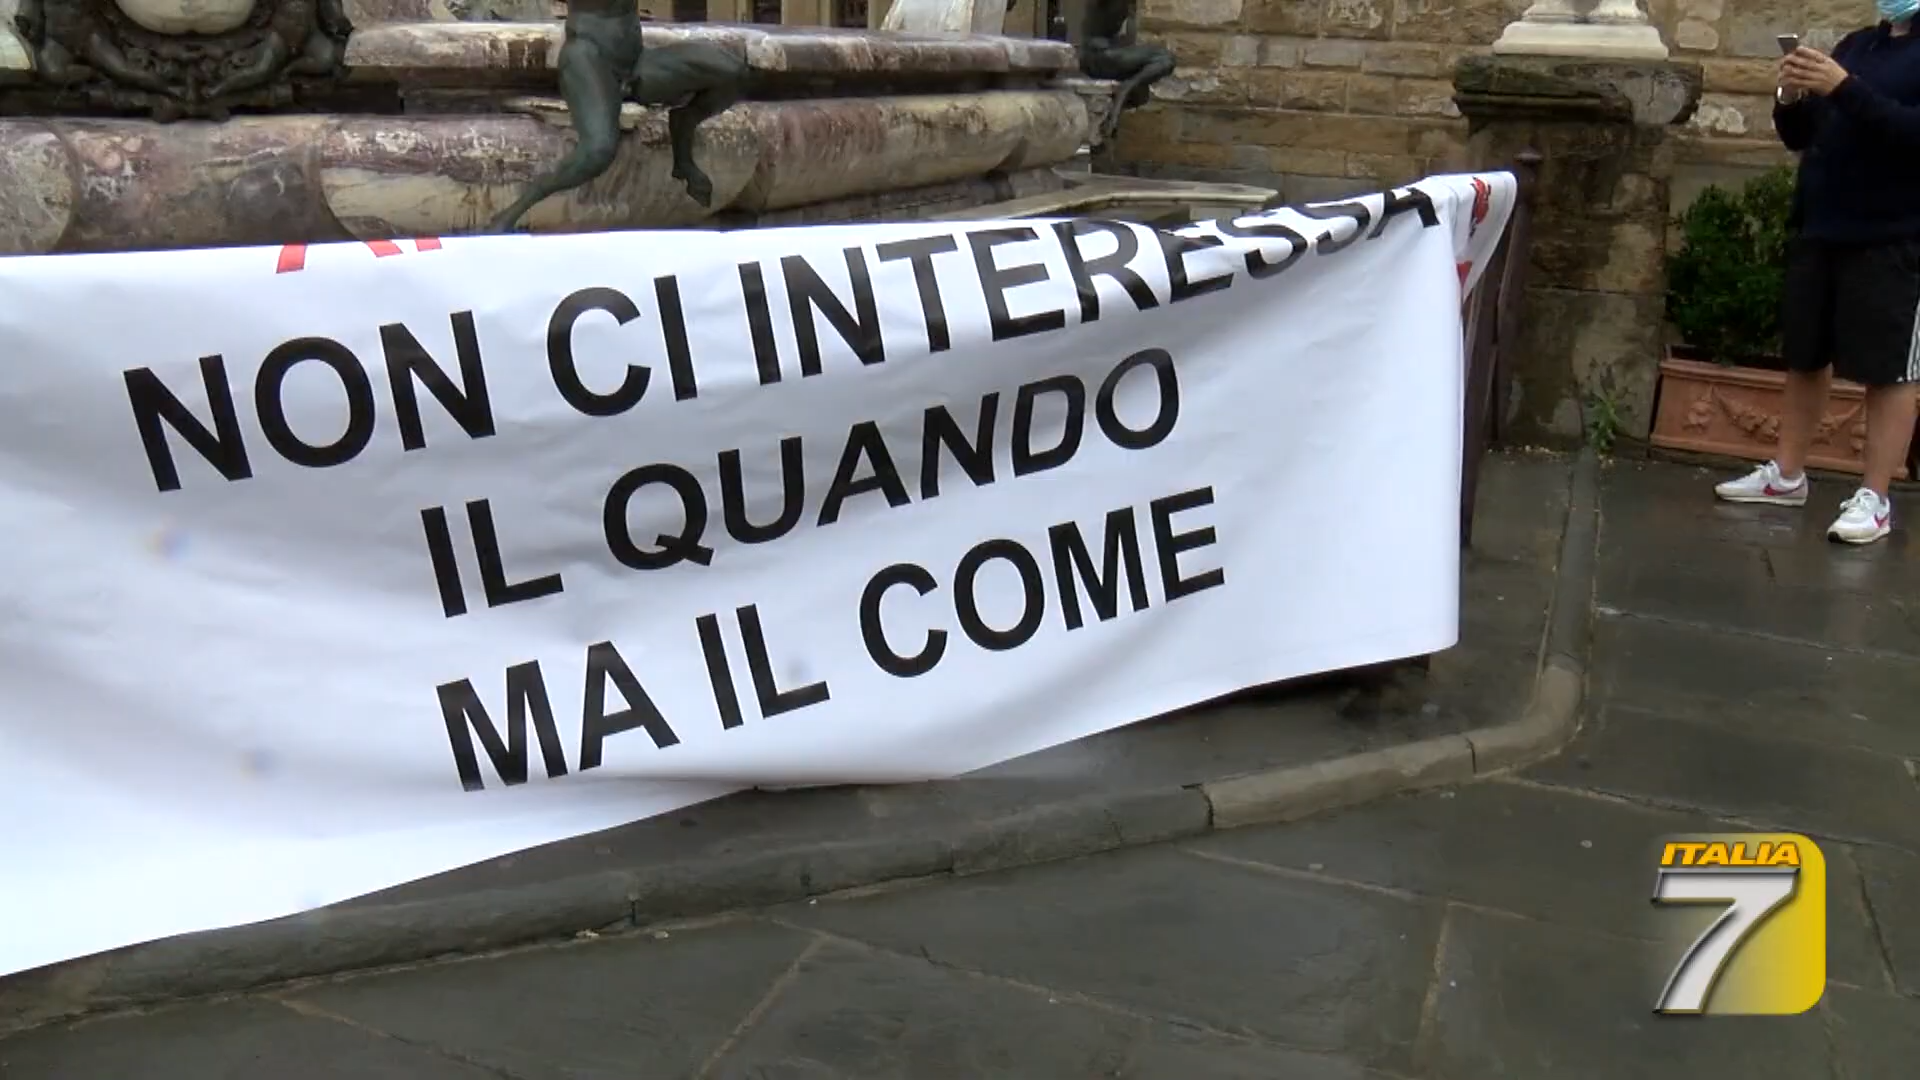 NON CI INTERESSA
IL QUANDO
MA IL COME
ITALIA
7